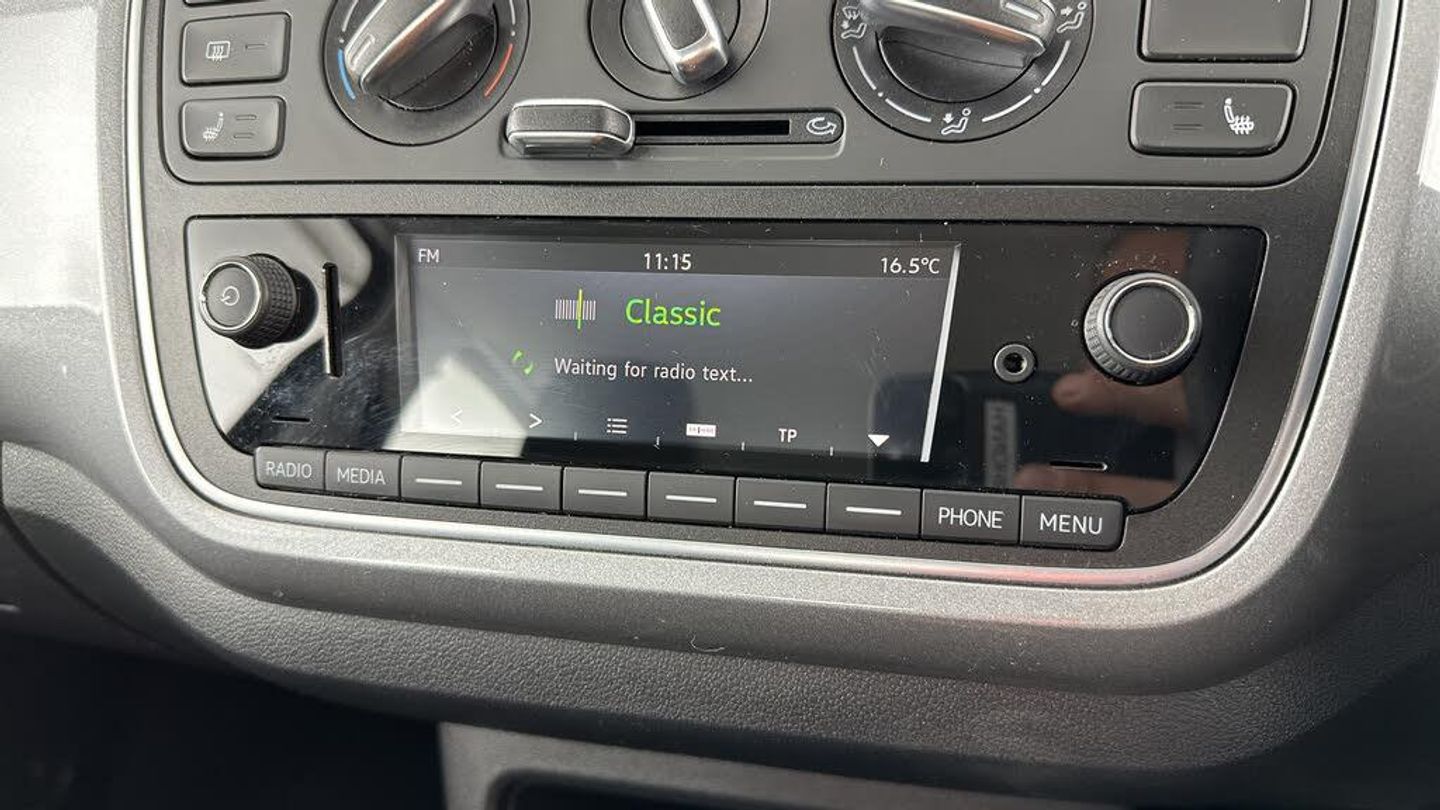 FM 11:15 16.5°C
Classic
Waiting for radio text...
< > TP
RADIO MEDIA PHONE MENU